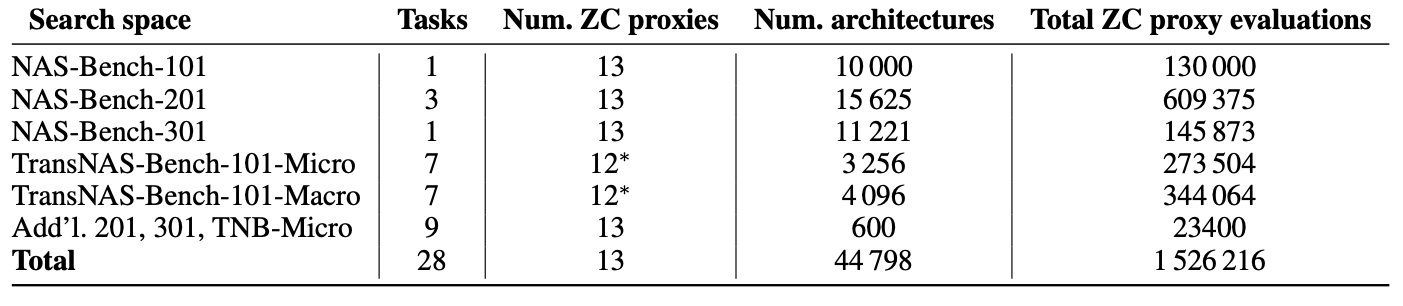 Search space Tasks Num. ZC proxies Num. architectures Total ZC proxy evaluations
NAS-Bench-101 1 13 10 000 130 000
NAS-Bench-201 3 13 15 625 609 375
NAS-Bench-301 1 13 11 221 145 873
TransNAS-Bench-101-Micro 7 12* 3 256 273 504
TransNAS-Bench-101-Macro 7 12* 4 096 344 064
Add'l. 201, 301, TNB-Micro 9 13 600 23400
Total 28 13 44 798 1 526 216